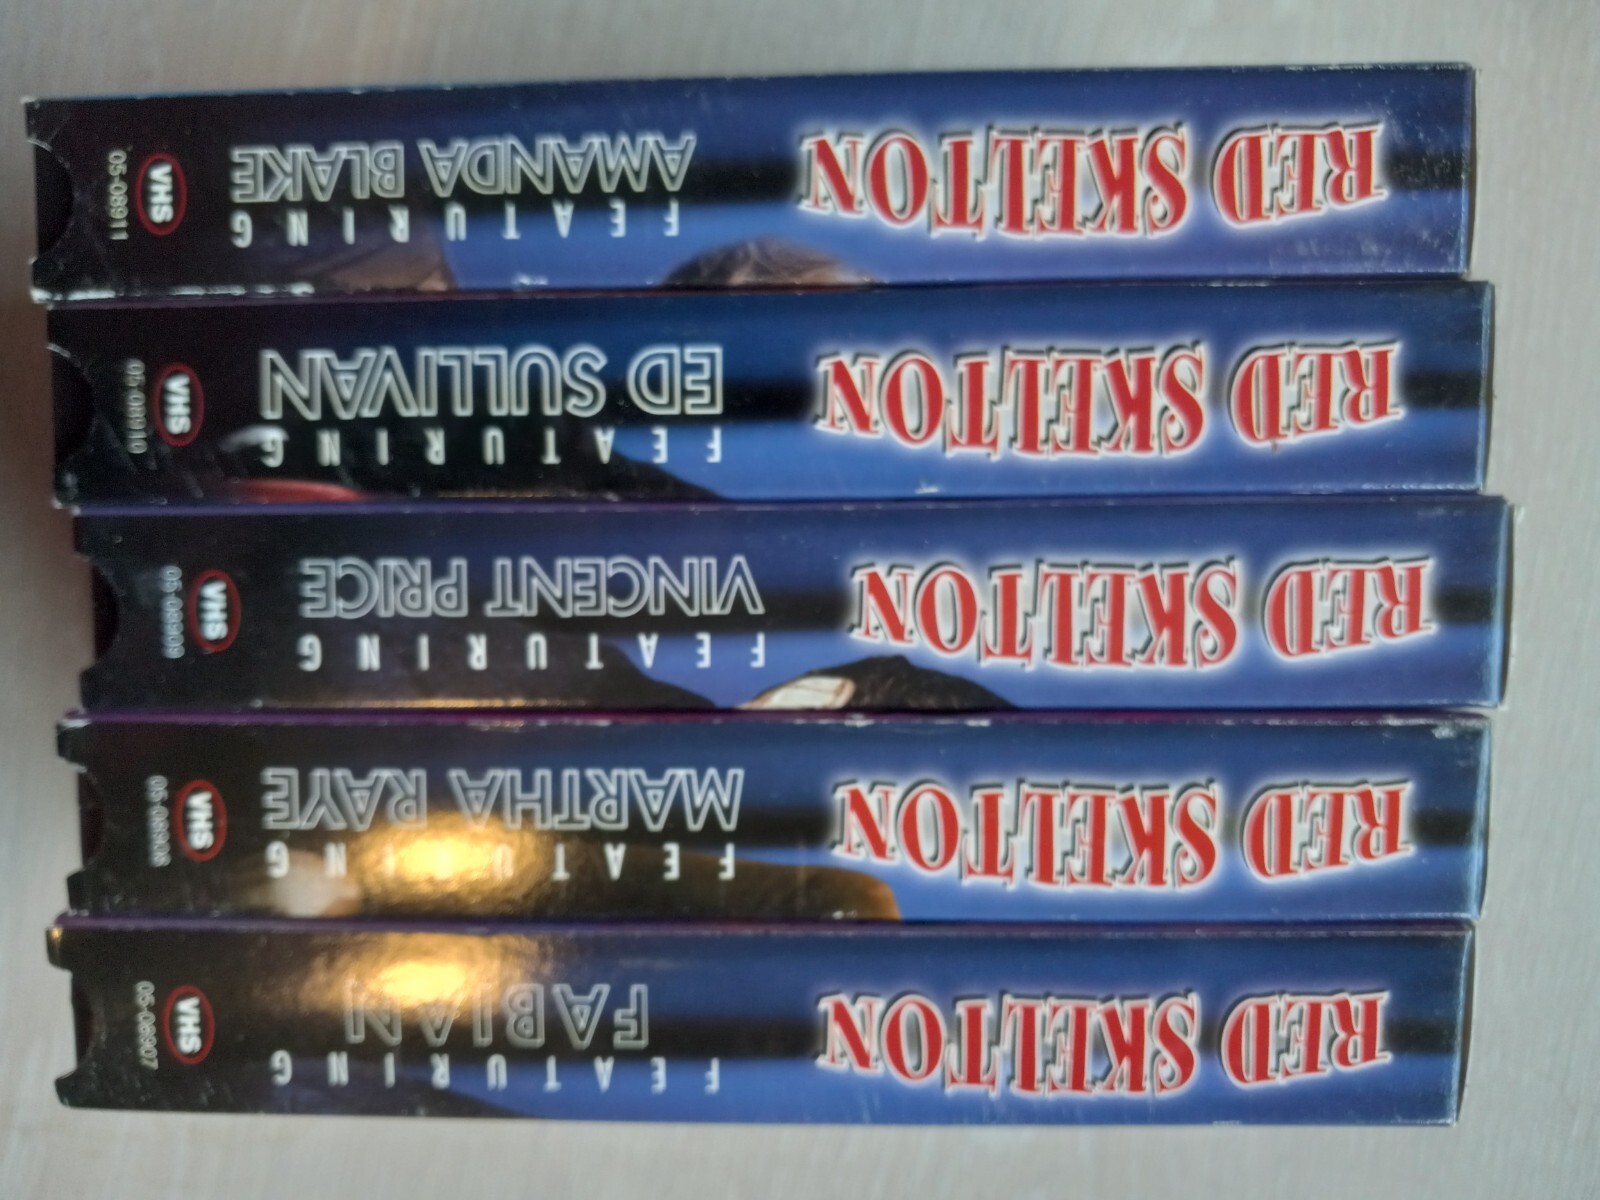 RED SKELTON
FEATURING
AMANDA BLAKE
VHS
05-08911
RED SKELTON
FEATURING
ED SULLIVAN
VHS
05-08910
RED SKELTON
FEATURING
VINCENT PRICE
VHS
05-08909
RED SKELTON
FEATURING
MARTHA RAYE
VHS
05-08908
RED SKELTON
FEATURING
FABIAN
VHS
05-08907